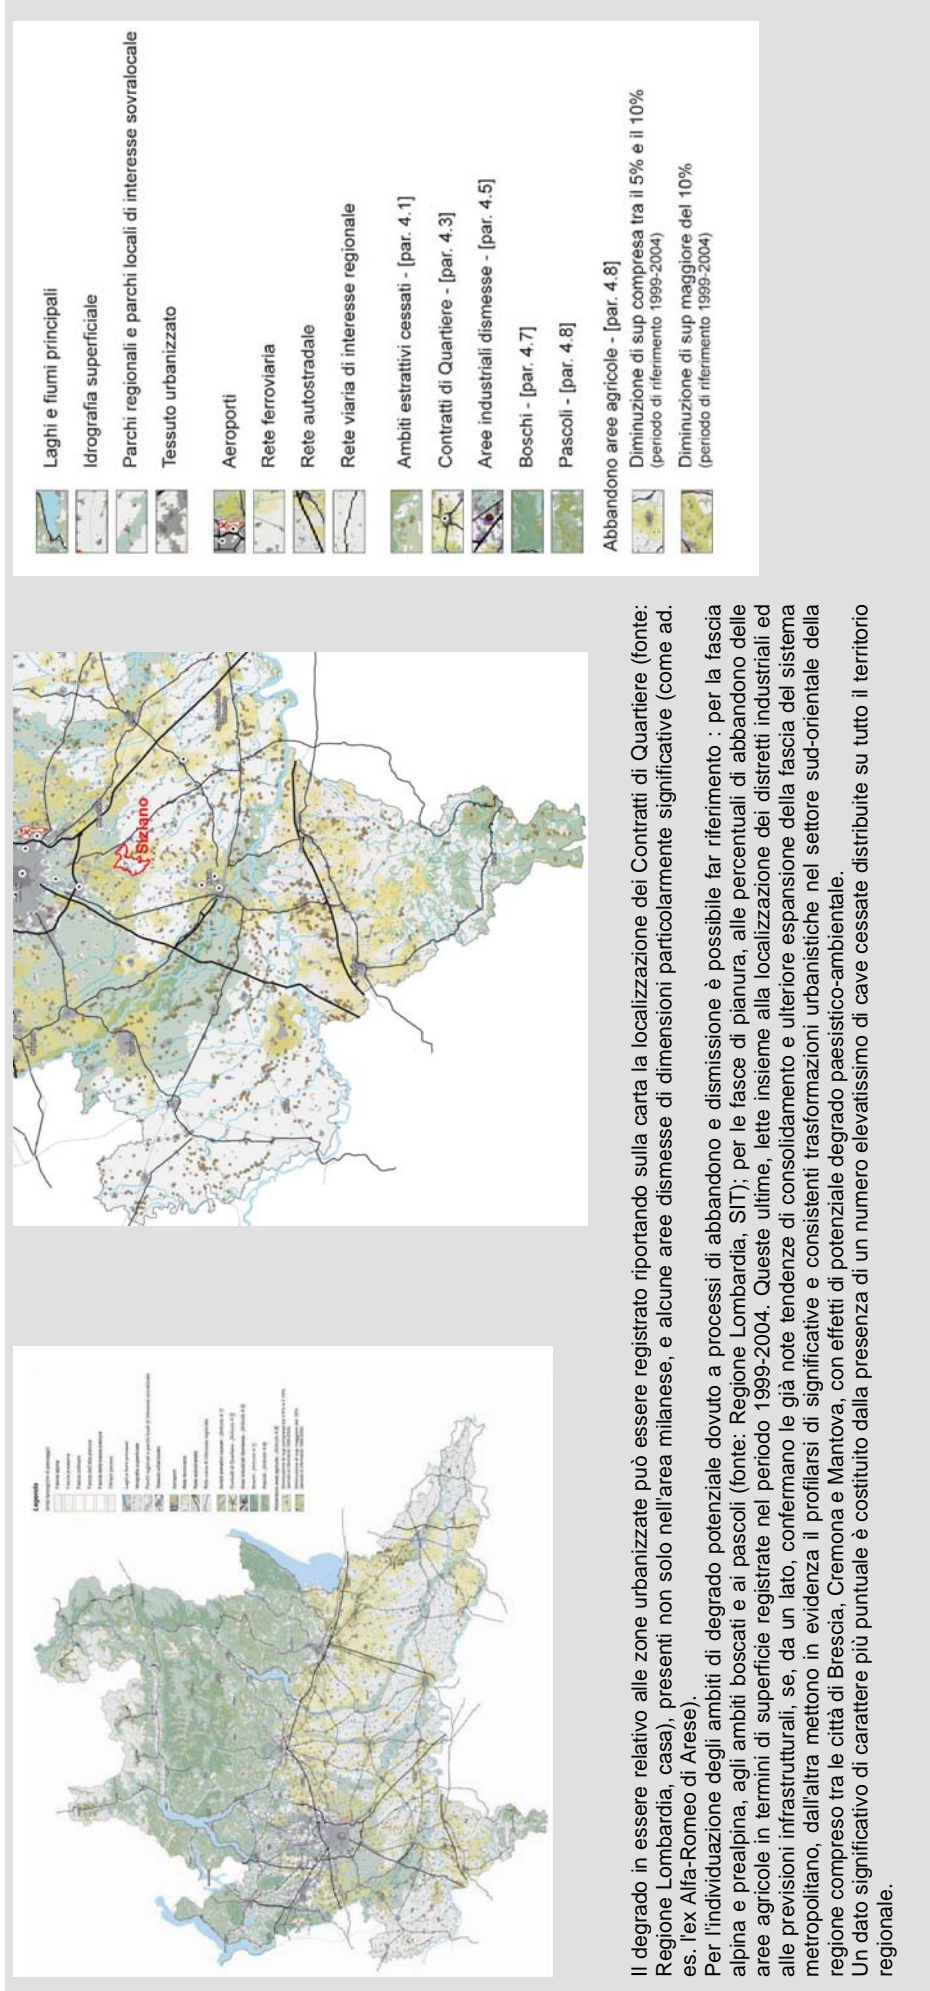 Legenda
Siziano
Laghi e fiumi principali
Idrografia superficiale
Parchi regionali e parchi locali di interesse sovralocale
Tessuto urbanizzato
Aeroporti
Rete ferroviaria
Rete autostradale
Rete viaria di interesse regionale
Ambiti estrattivi cessati - [par. 4.1]
Contratti di Quartiere - [par. 4.3]
Aree industriali dismesse - [par. 4.5]
Boschi - [par. 4.7]
Pascoli - [par. 4.8]
Abbandono aree agricole - [par. 4.8]
Diminuzione di sup compresa tra il 5% e il 10%
(periodo di riferimento 1999-2004)
Diminuzione di sup maggiore del 10%
(periodo di riferimento 1999-2004)
Il degrado in essere relativo alle zone urbanizzate può essere registrato riportando sulla carta la localizzazione dei Contratti di Quartiere (fonte:
Regione Lombardia, casa), presenti non solo nell'area milanese, e alcune aree dismesse di dimensioni particolarmente significative (come ad.
es. l'ex Alfa-Romeo di Arese).
Per l'individuazione degli ambiti di degrado potenziale dovuto a processi di abbandono e dismissione è possibile far riferimento : per la fascia
alpina e prealpina, agli ambiti boscati e ai pascoli (fonte: Regione Lombardia, SIT); per le fasce di pianura, alle percentuali di abbandono delle
aree agricole in termini di superficie registrate nel periodo 1999-2004. Queste ultime, lette insieme alla localizzazione dei distretti industriali ed
alle previsioni infrastrutturali, se, da un lato, confermano le già note tendenze di consolidamento e ulteriore espansione della fascia del sistema
metropolitano, dall'altra mettono in evidenza il profilarsi di significative e consistenti trasformazioni urbanistiche nel settore sud-orientale della
regione compreso tra le città di Brescia, Cremona e Mantova, con effetti di potenziale degrado paesistico-ambientale.
Un dato significativo di carattere più puntuale è costituito dalla presenza di un numero elevatissimo di cave cessate distribuite su tutto il territorio
regionale.